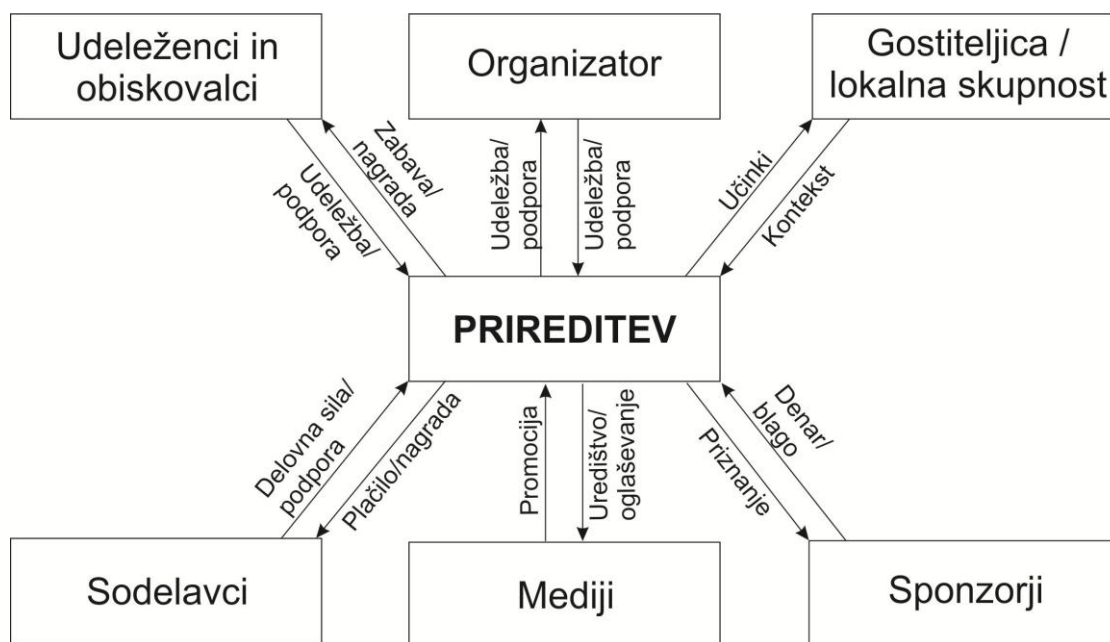 Udeleženci in
obiskovalci
Organizator
Gostiteljica /
lokalna skupnost
Zabava/
nagrada
Udeležba/
podpora
Udeležba/
podpora
Udeležba/
podpora
Učinki
Kontekst
PRIREDITEV
Delovna sila/
podpora
Plačilo/nagrada
Promocija
Uredištvo/
oglaševanje
Priznanje
Denar/
blago
Sodelavci
Mediji
Sponzorji